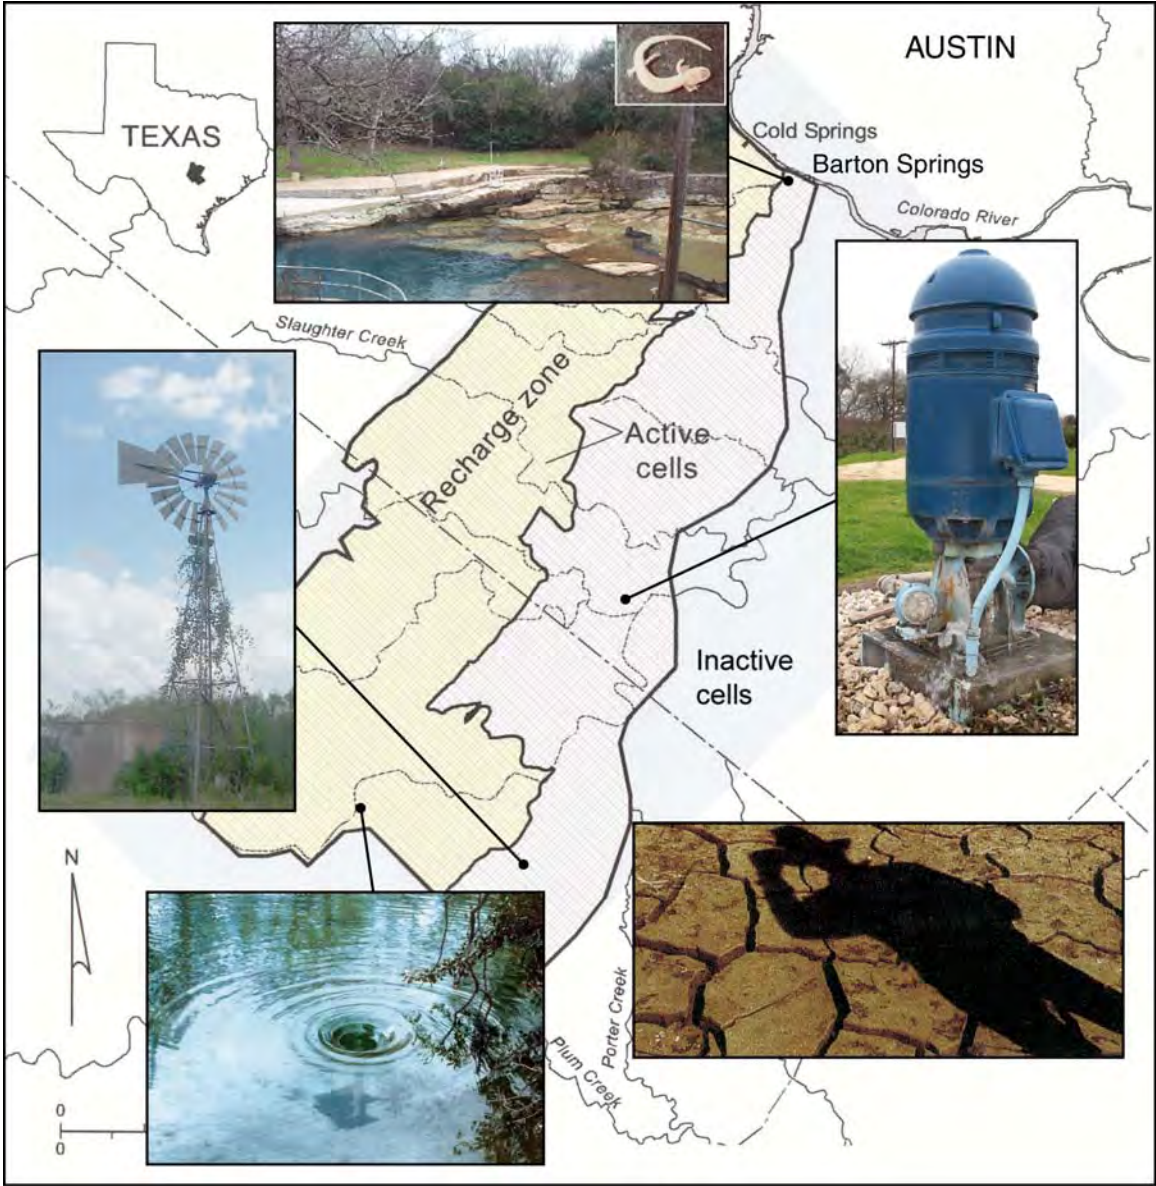 AUSTIN
TEXAS
Cold Springs
Barton Springs
Colorado River
Slaughter Creek
Recharge zone
Active
cells
Inactive
cells
N
Porter Creek
Plum Creek
0
0